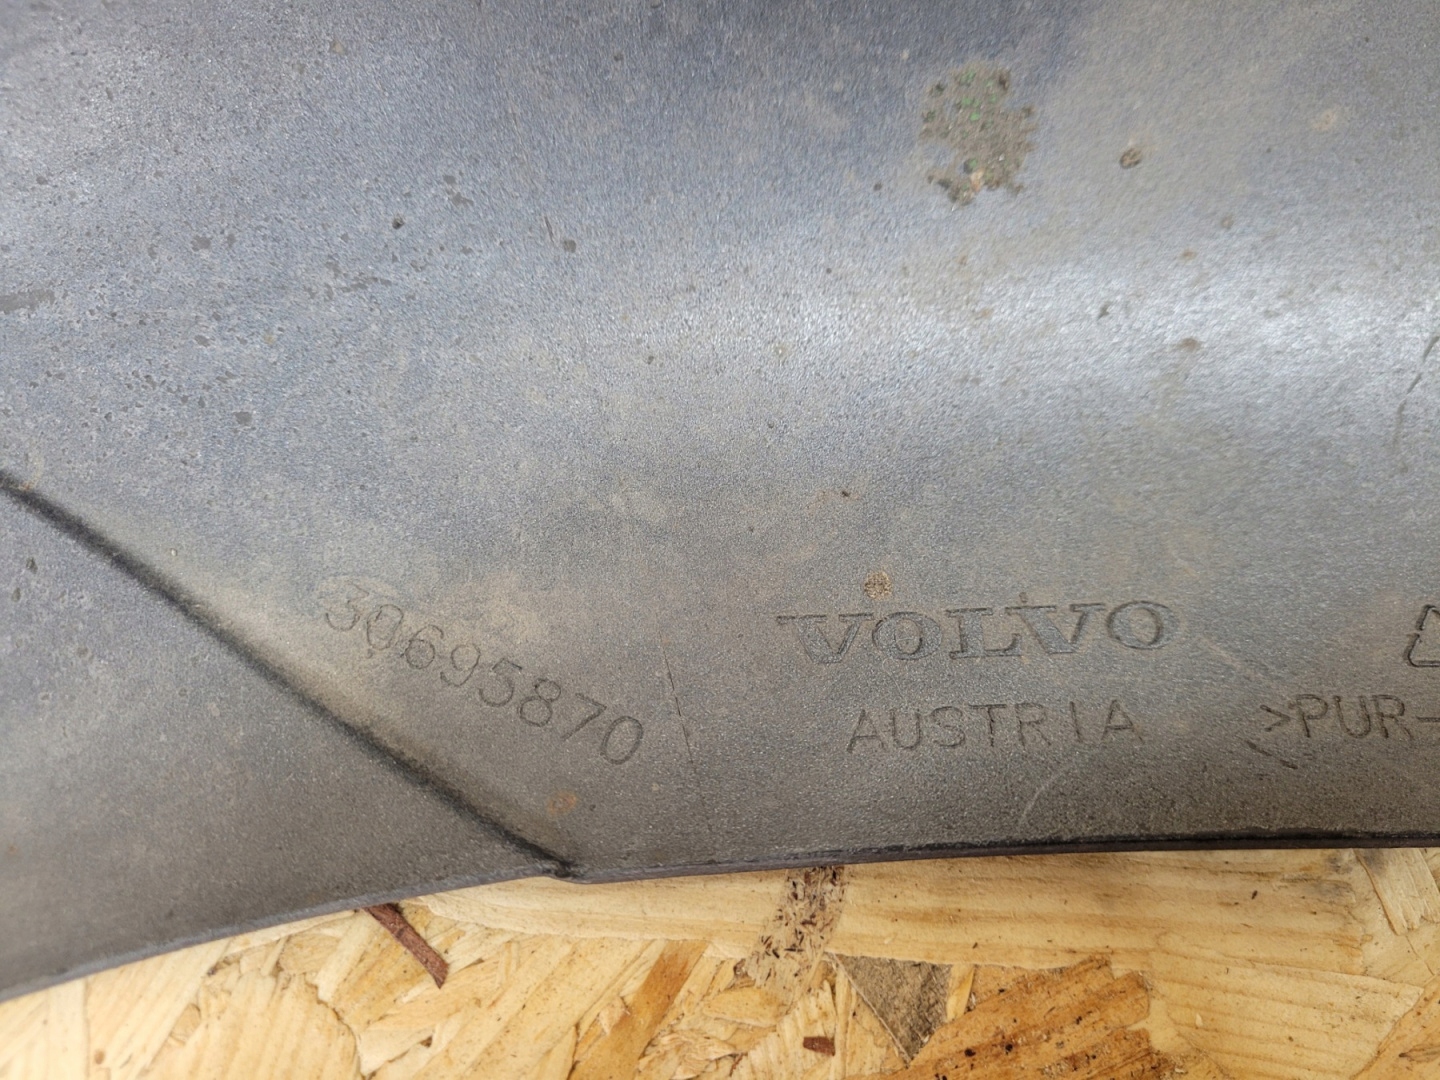 30695870
VOLVO
AUSTRIA
>PUR-